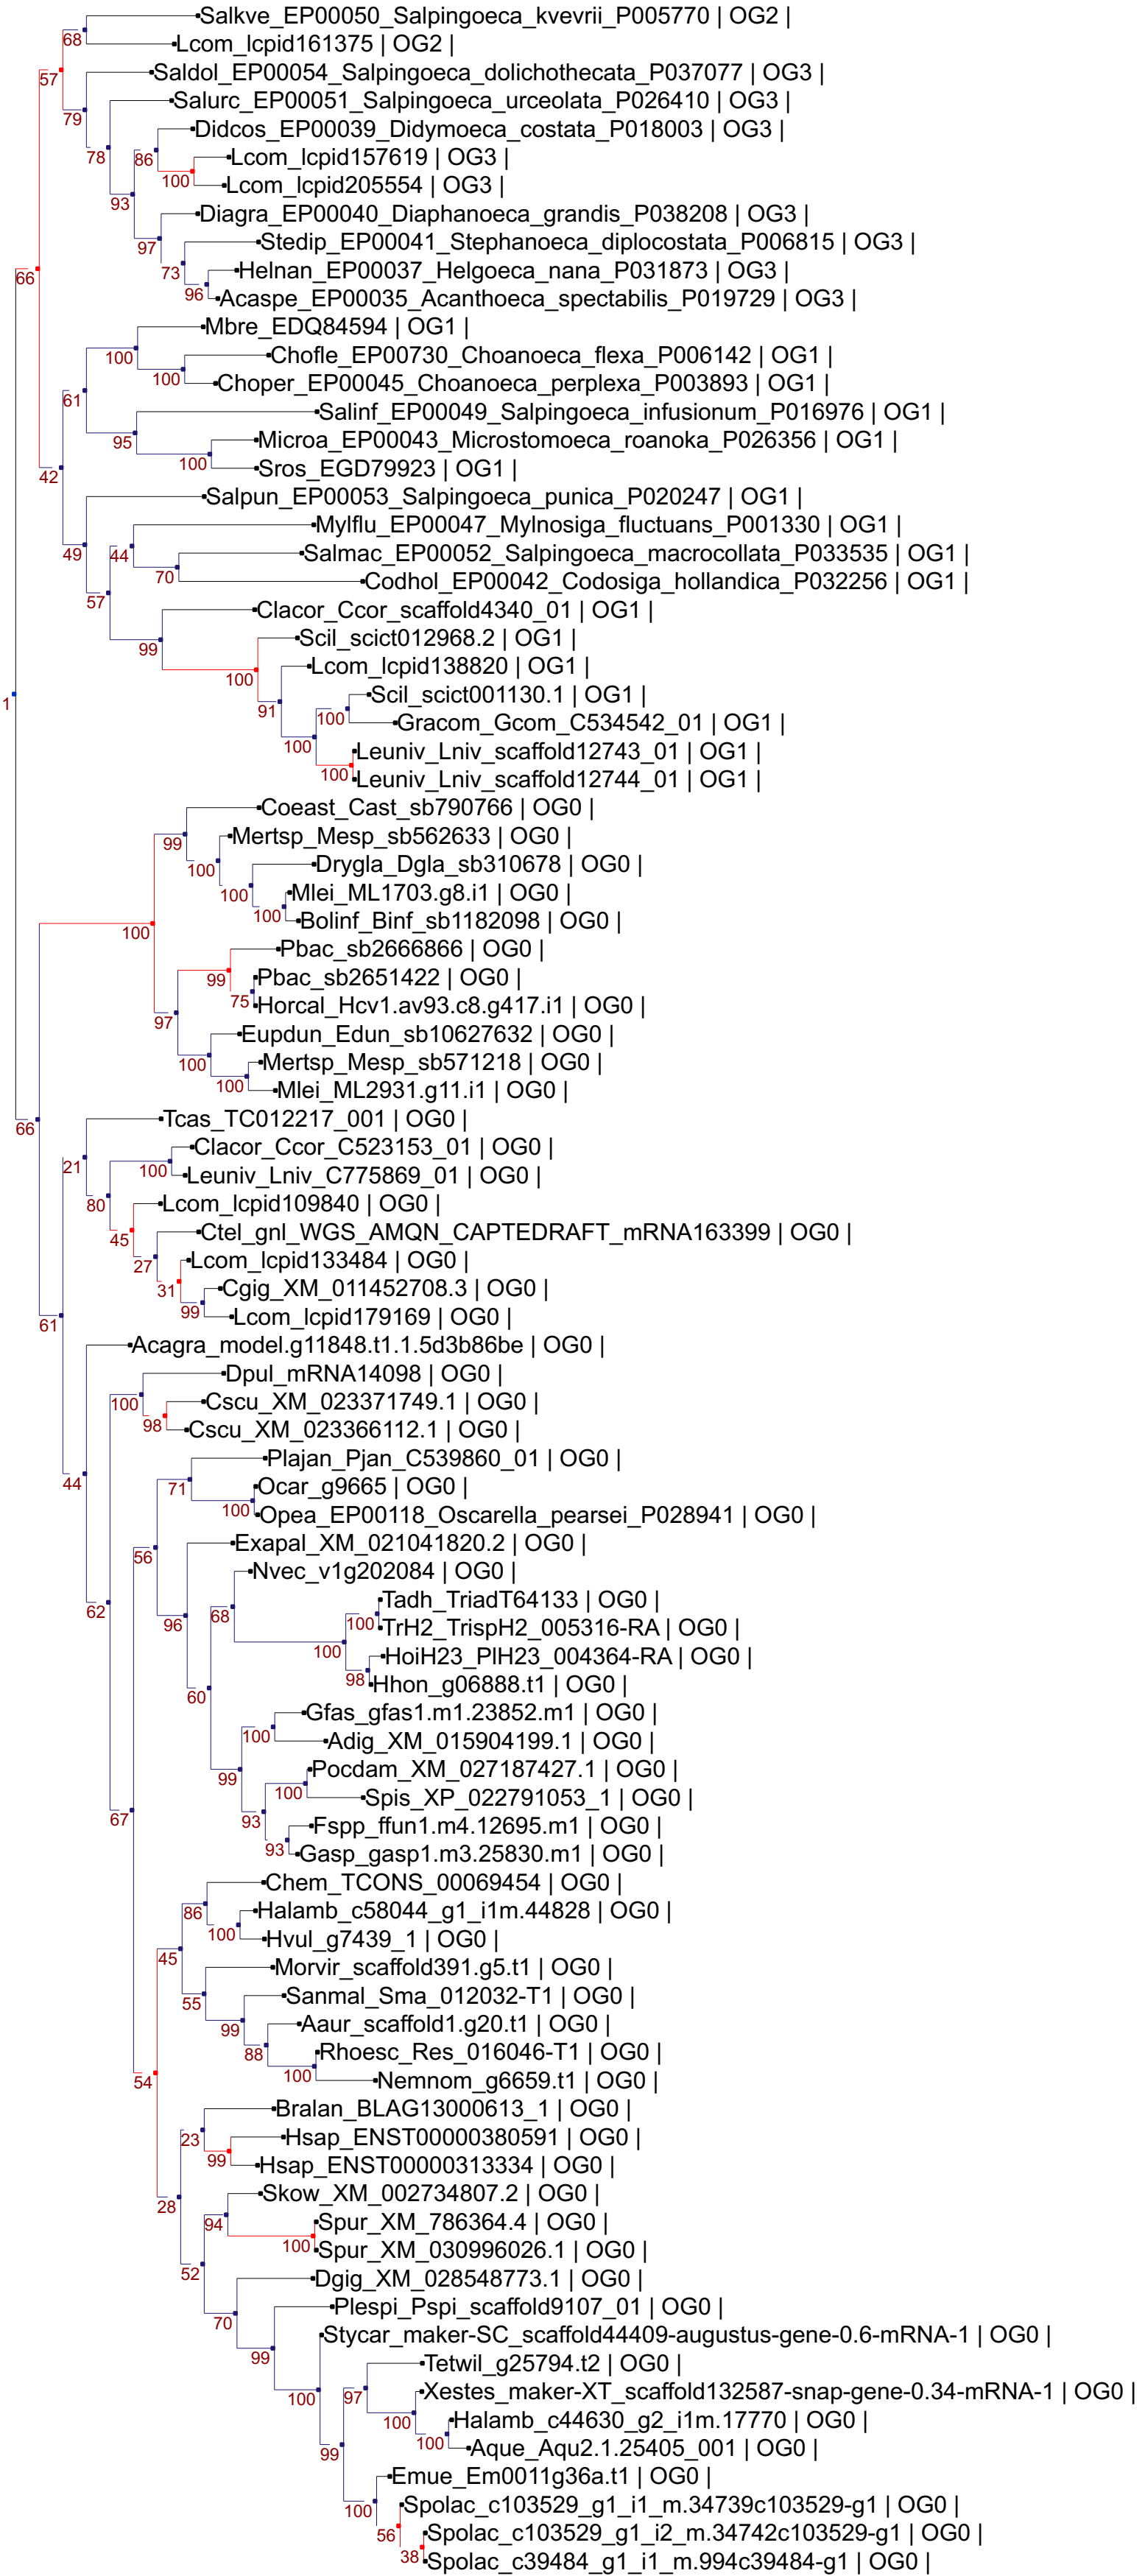 Salkve_EP00050_Salpingoeca_kvevrii_P005770 | OG2 |
68
Lcom_lcpid161375 | OG2 |
57
Saldol_EP00054_Salpingoeca_dolichothecata_P037077 | OG3 |
79
Salurc_EP00051_Salpingoeca_urceolata_P026410 | OG3 |
78
Didcos_EP00039_Didymoeca_costata_P018003 | OG3 |
86
Lcom_lcpid157619 | OG3 |
100
Lcom_lcpid205554 | OG3 |
93
Diagra_EP00040_Diaphanoeca_grandis_P038208 | OG3 |
97
Stedip_EP00041_Stephanoeca_diplocostata_P006815 | OG3 |
73
Helnan_EP00037_Helgoeca_nana_P031873 | OG3 |
66
96
Acaspe_EP00035_Acanthoeca_spectabilis_P019729 | OG3 |
Mbre_EDQ84594 | OG1 |
100
Chofle_EP00730_Choanoeca_flexa_P006142 | OG1 |
100
Choper_EP00045_Choanoeca_perplexa_P003893 | OG1 |
61
Salinf_EP00049_Salpingoeca_infusionum_P016976 | OG1 |
95
Microa_EP00043_Microstomoeca_roanoka_P026356 | OG1 |
100
Sros_EGD79923 | OG1 |
42
Salpun_EP00053_Salpingoeca_punica_P020247 | OG1 |
Mylflu_EP00047_Mylnosiga_fluctuans_P001330 | OG1 |
49
44
Salmac_EP00052_Salpingoeca_macrocollata_P033535 | OG1 |
70
Codhol_EP00042_Codosiga_hollandica_P032256 | OG1 |
57
Clacor_Ccor_scaffold4340_01 | OG1 |
Scil_scict012968.2 | OG1 |
99
Lcom_lcpid138820 | OG1 |
100
Scil_scict001130.1 | OG1 |
1
91
100
Gracom_Gcom_C534542_01 | OG1 |
100
Leuniv_Lniv_scaffold12743_01 | OG1 |
100
Leuniv_Lniv_scaffold12744_01 | OG1 |
Coeast_Cast_sb790766 | OG0 |
Mertsp_Mesp_sb562633 | OG0 |
99
Drygla_Dgla_sb310678 | OG0 |
100
Mlei_ML1703.g8.i1 | OG0 |
100
100
Bolinf_Binf_sb1182098 | OG0 |
100
Pbac_sb2666866 | OG0 |
99
Pbac_sb2651422 | OG0 |
75
Horcal_Hcv1.av93.c8.g417.i1 | OG0 |
97
Eupdun_Edun_sb10627632 | OG0 |
100
Mertsp_Mesp_sb571218 | OG0 |
100
Mlei_ML2931.g11.i1 | OG0 |
66
Tcas_TC012217_001 | OG0 |
Clacor_Ccor_C523153_01 | OG0 |
21
100
Leuniv_Lniv_C775869_01 | OG0 |
80
Lcom_lcpid109840 | OG0 |
45
Ctel_gnl_WGS_AMQN_CAPTEDRAFT_mRNA163399 | OG0 |
27
Lcom_lcpid133484 | OG0 |
31
Cgig_XM_011452708.3 | OG0 |
99
Lcom_lcpid179169 | OG0 |
61
Acagra_model.g11848.t1.1.5d3b86be | OG0 |
Dpul_mRNA14098 | OG0 |
100
Cscu_XM_023371749.1 | OG0 |
98
Cscu_XM_023366112.1 | OG0 |
Plajan_Pjan_C539860_01 | OG0 |
44
71
Ocar_g9665 | OG0 |
100
Opea_EP00118_Oscarella_pearsei_P028941 | OG0 |
Exapal_XM_021041820.2 | OG0 |
56
Nvec_v1g202084 | OG0 |
Tadh_TriadT64133 | OG0 |
62
68
100
TrH2_TrispH2_005316-RA | OG0 |
96
100
HoiH23_PlH23_004364-RA | OG0 |
98
Hhon_g06888.t1 | OG0 |
60
Gfas_gfas1.m1.23852.m1 | OG0 |
100
Adig_XM_015904199.1 | OG0 |
Pocdam_XM_027187427.1 | OG0 |
99
100
Spis_XP_022791053_1 | OG0 |
67
93
Fspp_ffun1.m4.12695.m1 | OG0 |
93
Gasp_gasp1.m3.25830.m1 | OG0 |
Chem_TCONS_00069454 | OG0 |
86
Halamb_c58044_g1_i1m.44828 | OG0 |
100
Hvul_g7439_1 | OG0 |
45
Morvir_scaffold391.g5.t1 | OG0 |
55
Sanmal_Sma_012032-T1 | OG0 |
99
Aaur_scaffold1.g20.t1 | OG0 |
88
Rhoesc_Res_016046-T1 | OG0 |
100
Nemnom_g6659.t1 | OG0 |
54
Bralan_BLAG13000613_1 | OG0 |
23
Hsap_ENST00000380591 | OG0 |
99
Hsap_ENST00000313334 | OG0 |
28
Skow_XM_002734807.2 | OG0 |
94
Spur_XM_786364.4 | OG0 |
100
Spur_XM_030996026.1 | OG0 |
52
Dgig_XM_028548773.1 | OG0 |
Plespi_Pspi_scaffold9107_01 | OG0 |
70
Stycar_maker-SC_scaffold44409-augustus-gene-0.6-mRNA-1 | OG0 |
99
Tetwil_g25794.t2 | OG0 |
100
97
Xestes_maker-XT_scaffold132587-snap-gene-0.34-mRNA-1 | OG0 |
100
Halamb_c44630_g2_i1m.17770 | OG0 |
99
100
Aque_Aqu2.1.25405_001 | OG0 |
Emue_Em0011g36a.t1 | OG0 |
100
Spolac_c103529_g1_i1_m.34739c103529-g1 | OG0 |
56
Spolac_c103529_g1_i2_m.34742c103529-g1 | OG0 |
38
Spolac_c39484_g1_i1_m.994c39484-g1 | OG0 |